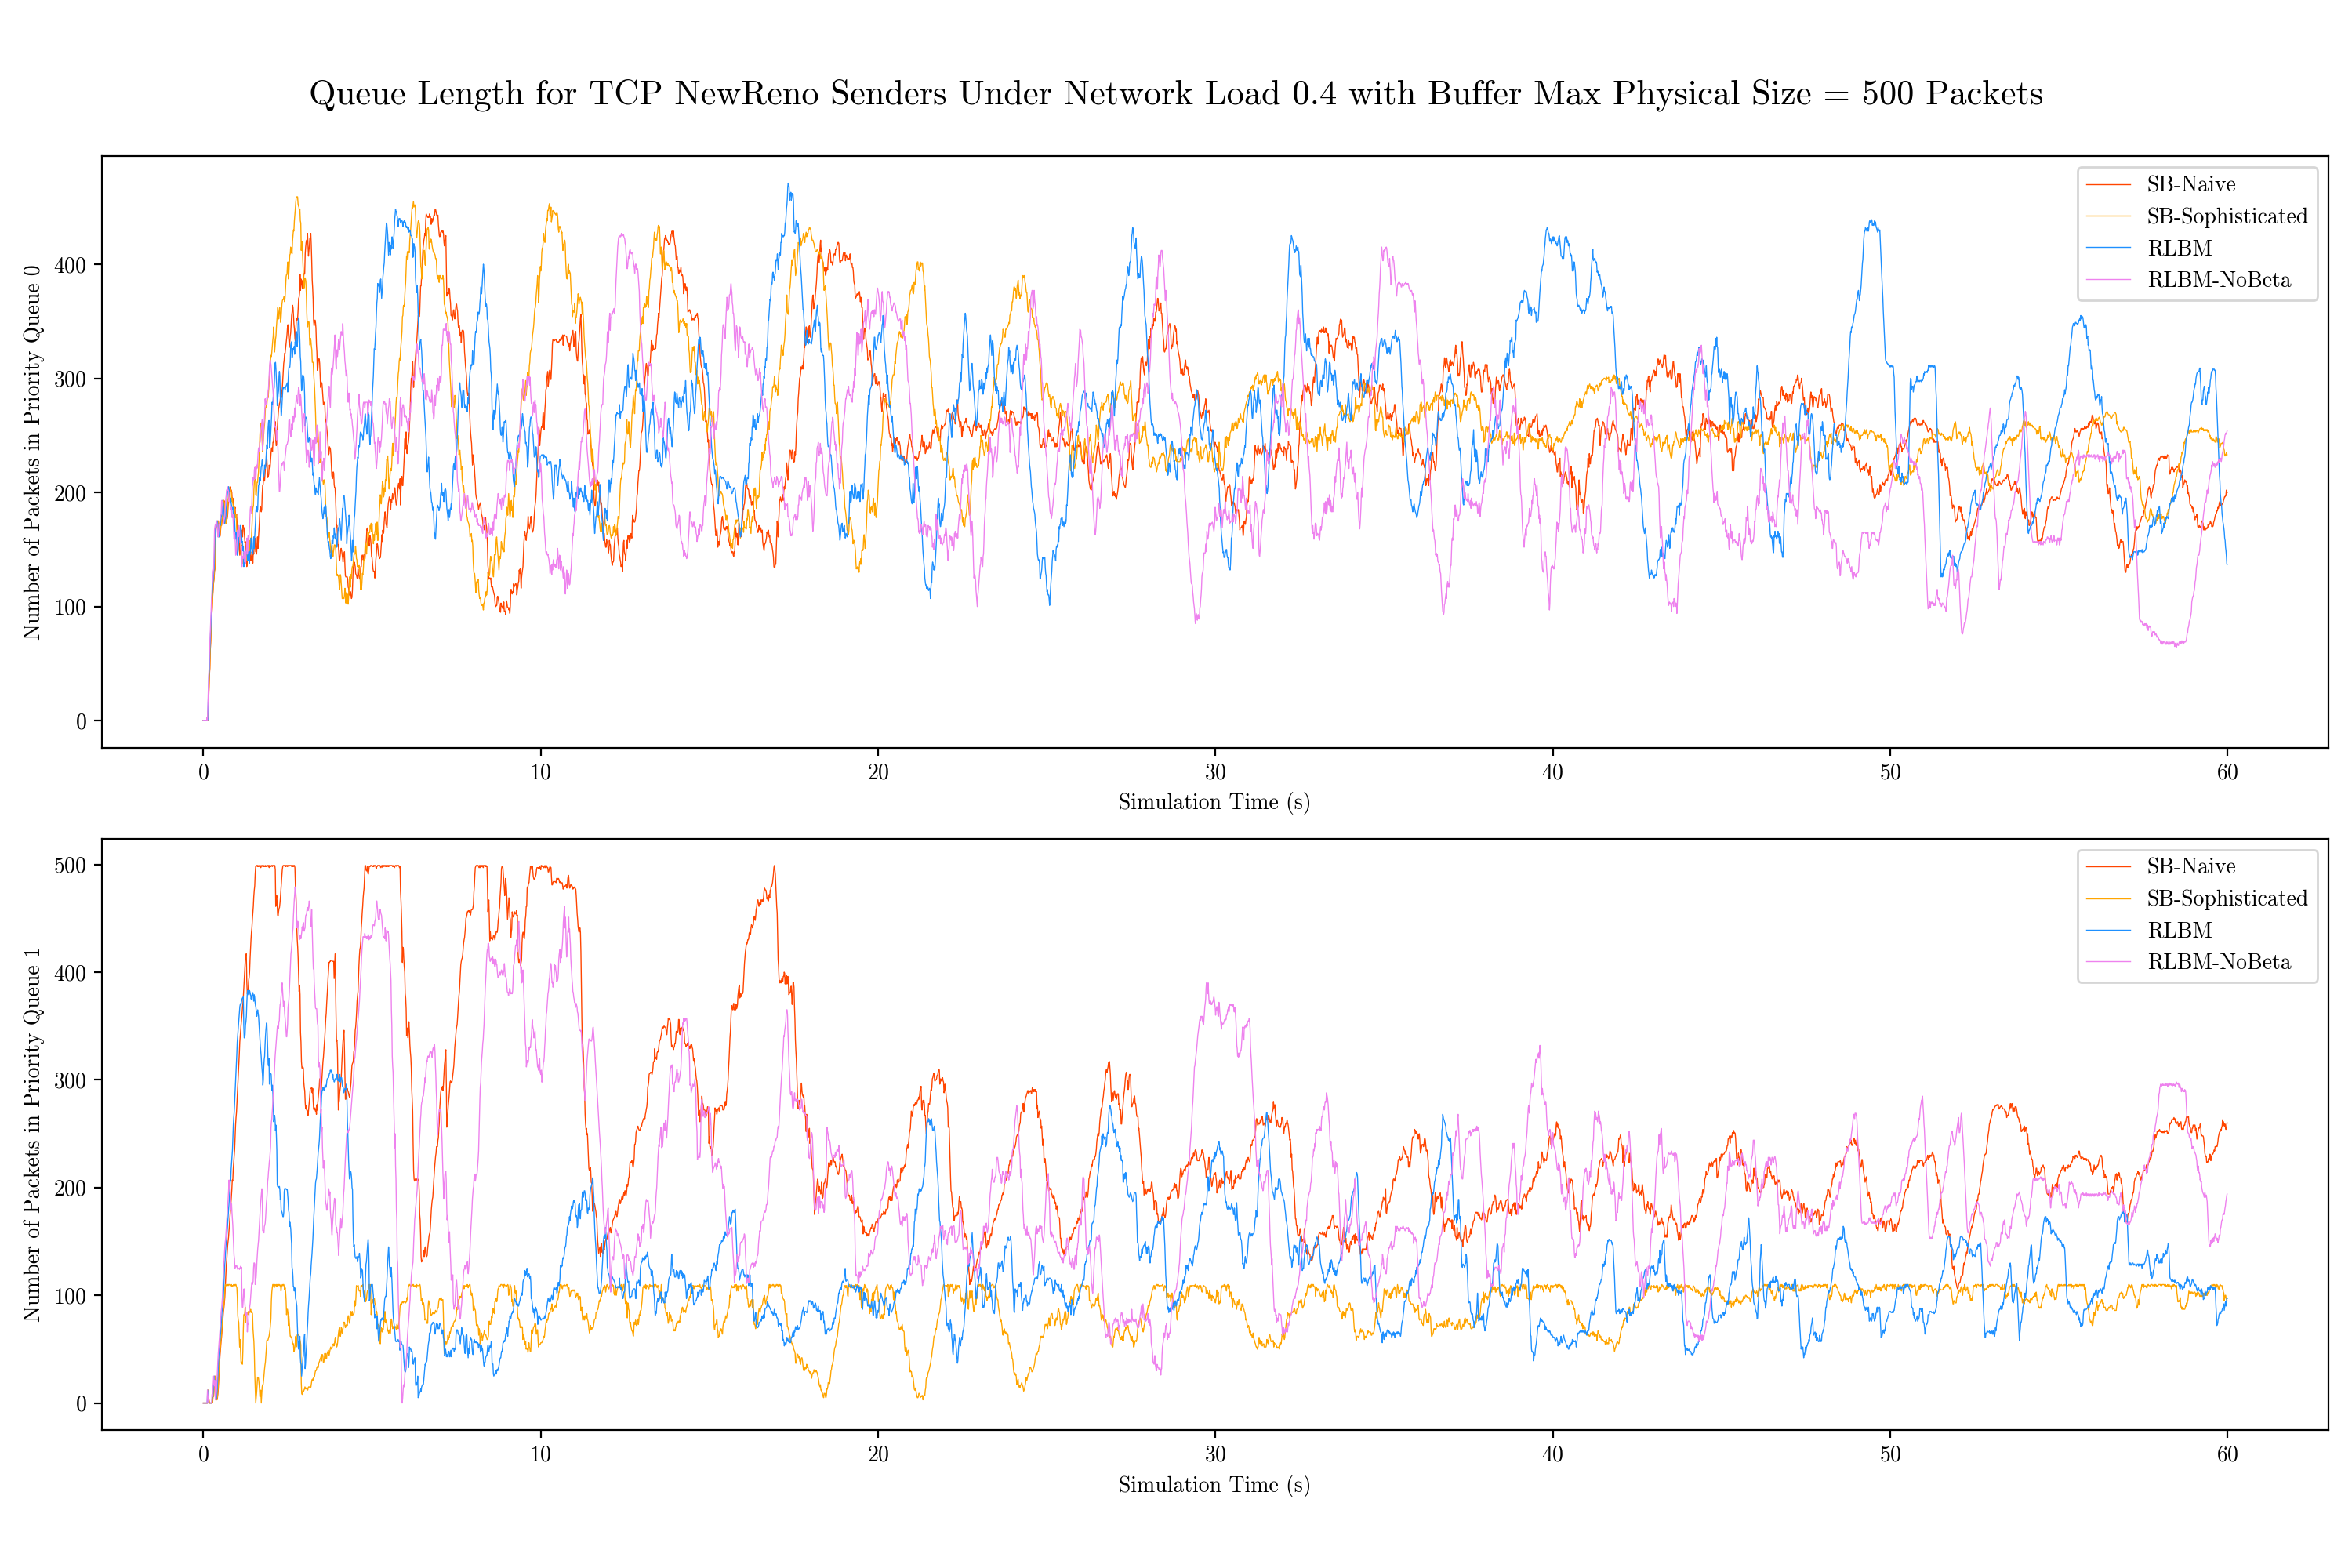 Queue Length for TCP NewReno Senders Under Network Load 0.4 with Buffer Max Physical Size = 500 Packets
Number of Packets in Priority Queue 0
400
300
200
100
0
SB-Naive
SB-Sophisticated
RLBM
RLBM-NoBeta
0 10 20 30 40 50 60
Simulation Time (s)
Number of Packets in Priority Queue 1
500
400
300
200
100
0
SB-Naive
SB-Sophisticated
RLBM
RLBM-NoBeta
0 10 20 30 40 50 60
Simulation Time (s)